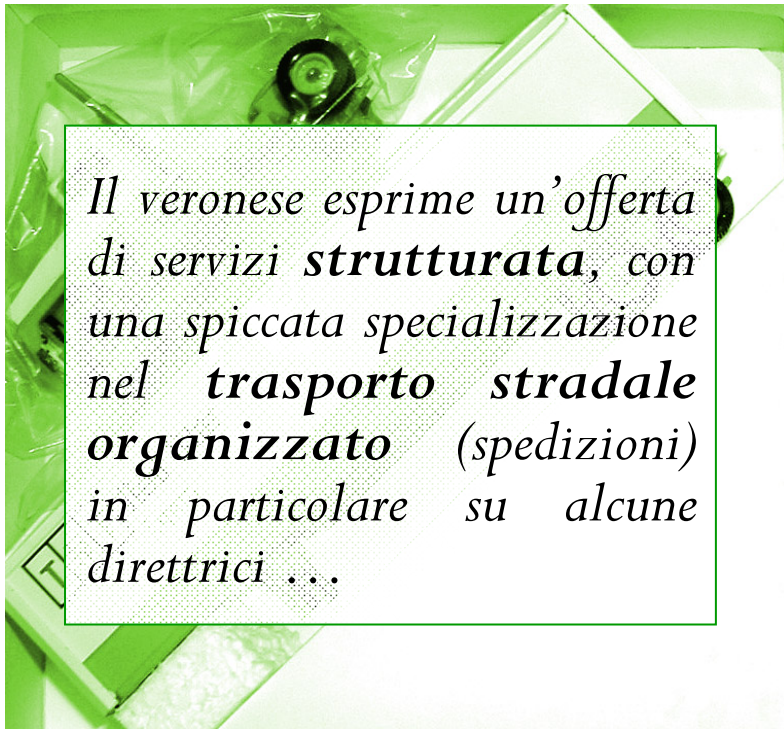 Il veronese esprime un'offerta
di servizi strutturata, con
una spiccata specializzazione
nel trasporto stradale
organizzato (spedizioni)
in particolare su alcune
direttrici ...